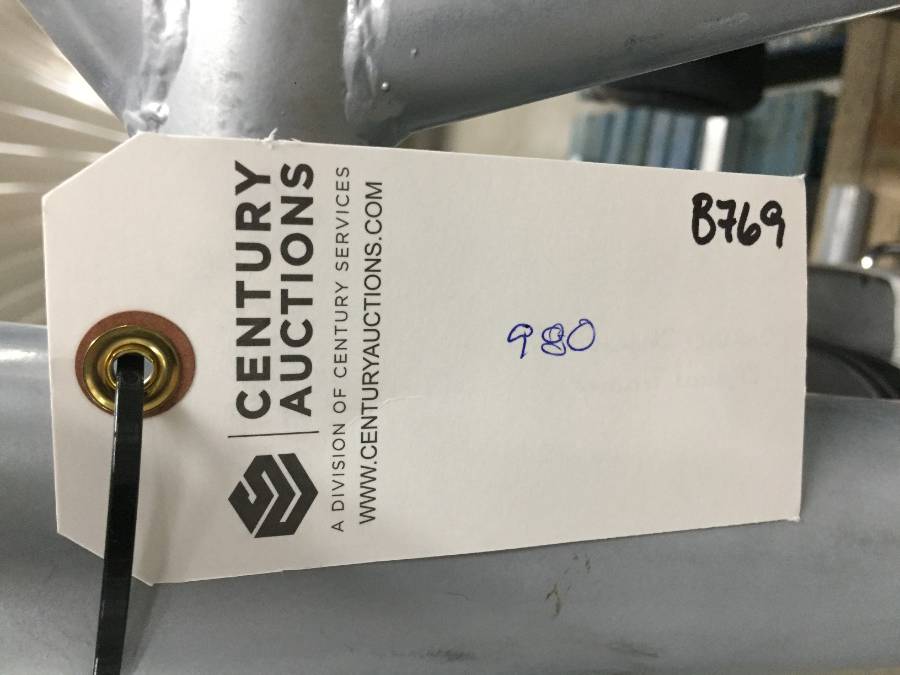 CENTURY
AUCTIONS
A DIVISION OF CENTURY SERVICES
WWW.CENTURYAUCTIONS.COM
980
B769